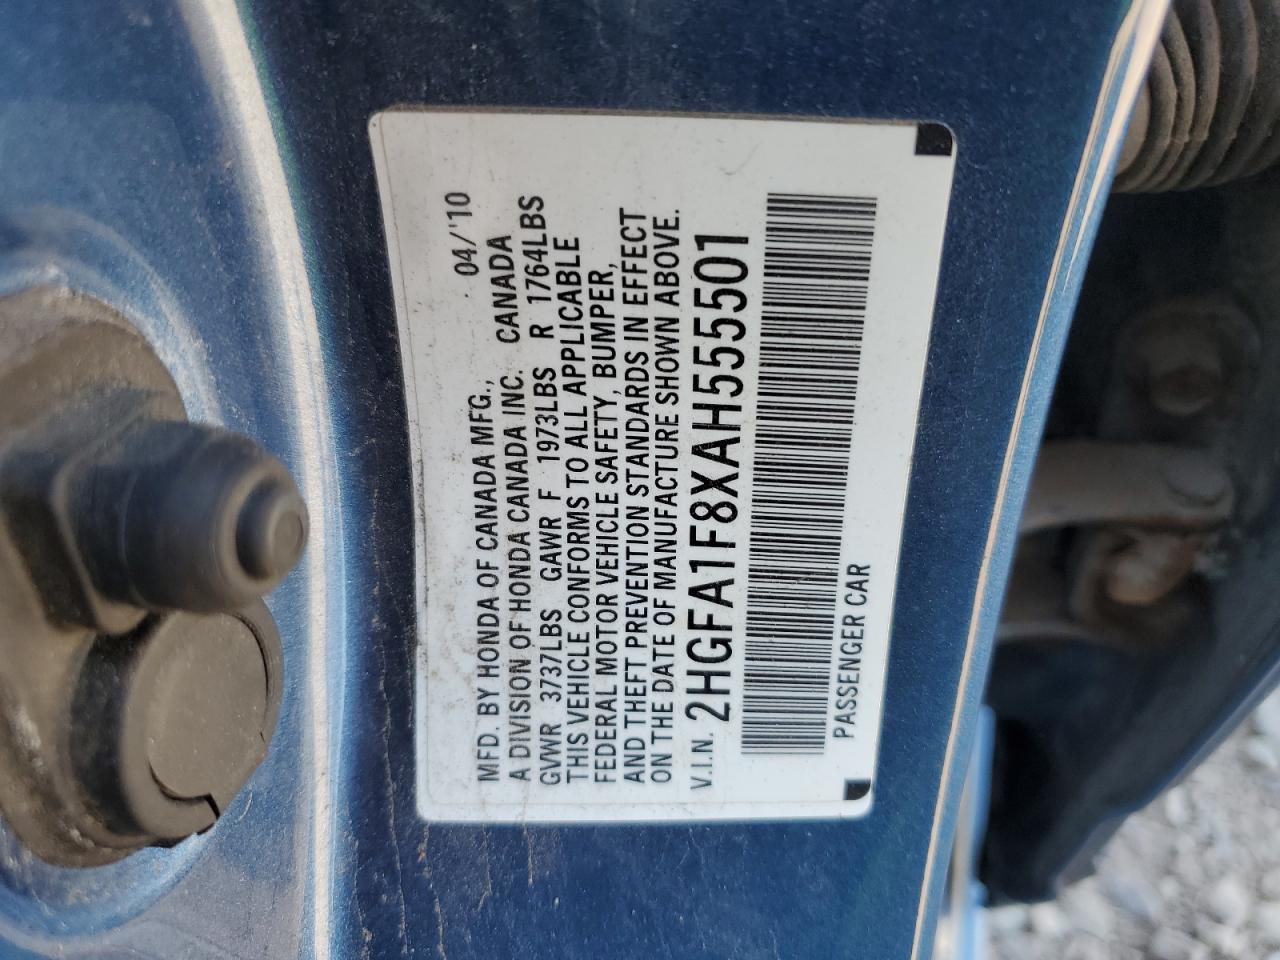 MFD. BY HONDA OF CANADA MFG., 04/'10
A DIVISION OF HONDA CANADA INC. CANADA
GVWR 3737LBS GAWR F 1973LBS R 1764LBS
THIS VEHICLE CONFORMS TO ALL APPLICABLE
FEDERAL MOTOR VEHICLE SAFETY, BUMPER,
AND THEFT PREVENTION STANDARDS IN EFFECT
ON THE DATE OF MANUFACTURE SHOWN ABOVE.
V.I.N. 2HGFA1F8XAH555501
PASSENGER CAR